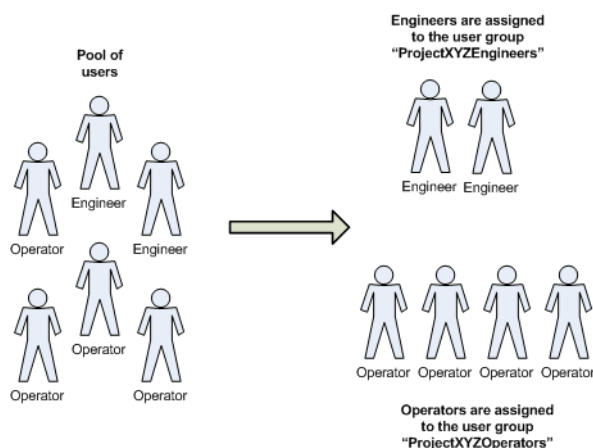 Pool of
users
Engineer
Operator
Engineer
Operator
Operator
Operator
Engineers are assigned
to the user group
“ProjectXYZEngineers”
Engineer Engineer
Operator Operator Operator Operator
Operators are assigned
to the user group
“ProjectXYZOperators”